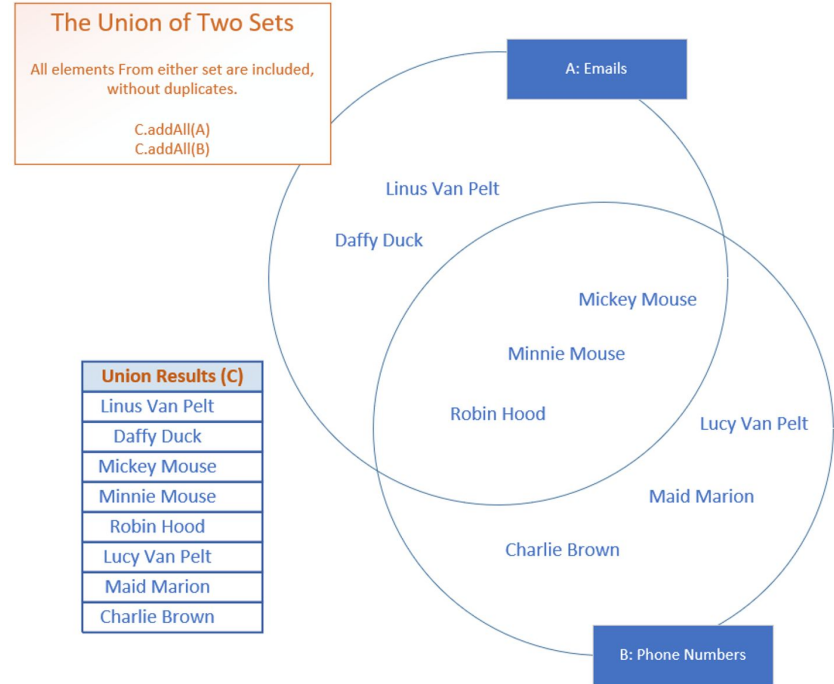 The Union of Two Sets
All elements From either set are included,
without duplicates.
C.addAll(A)
C.addAll(B)
A: Emails
Linus Van Pelt
Daffy Duck
Mickey Mouse
Minnie Mouse
Robin Hood
Lucy Van Pelt
Maid Marion
Charlie Brown
B: Phone Numbers
Union Results (C)
Linus Van Pelt
Daffy Duck
Mickey Mouse
Minnie Mouse
Robin Hood
Lucy Van Pelt
Maid Marion
Charlie Brown